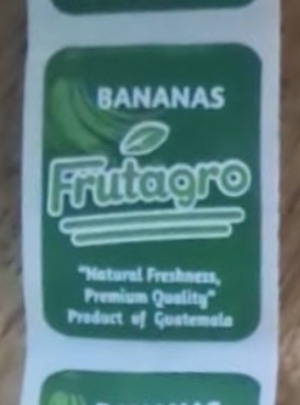 BANANAS
Frutagro
"Natural Freshness,
Premium Quality"
Product of Guatemala